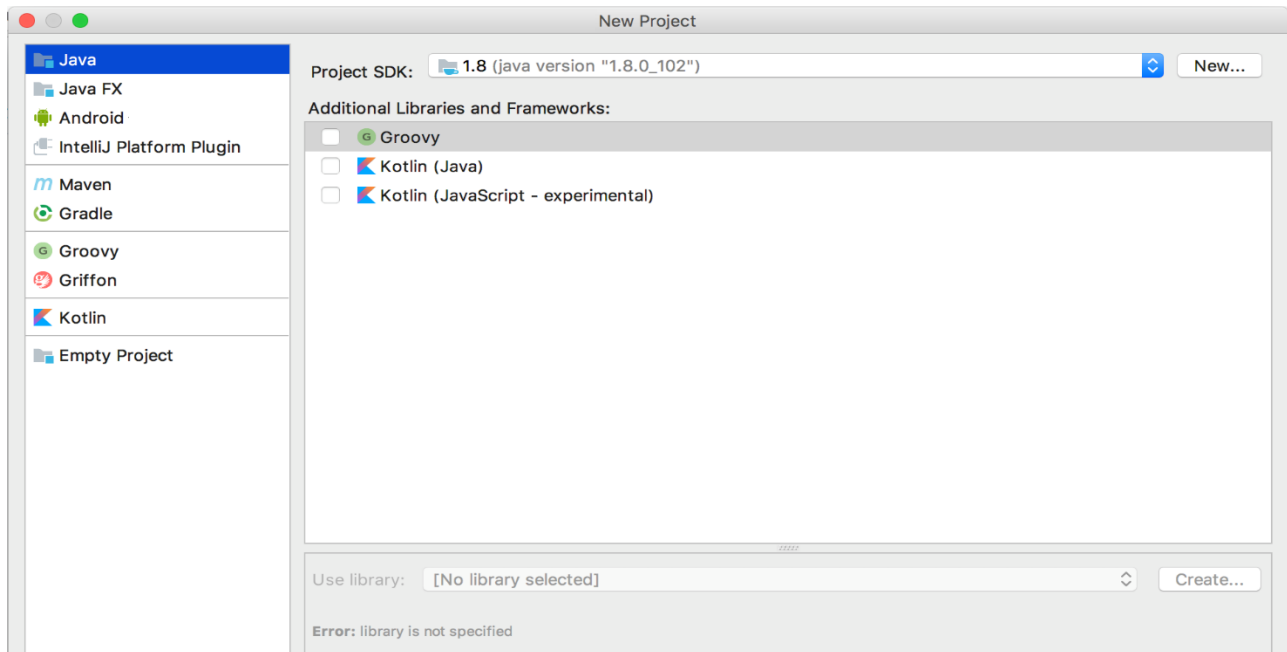 New Project
Java
Java FX
Android
IntelliJ Platform Plugin
Maven
Gradle
Groovy
Griffon
Kotlin
Empty Project
Project SDK: 1.8 (java version "1.8.0_102") New...
Additional Libraries and Frameworks:
Groovy
Kotlin (Java)
Kotlin (JavaScript - experimental)
Use library: [No library selected] Create...
Error: library is not specified